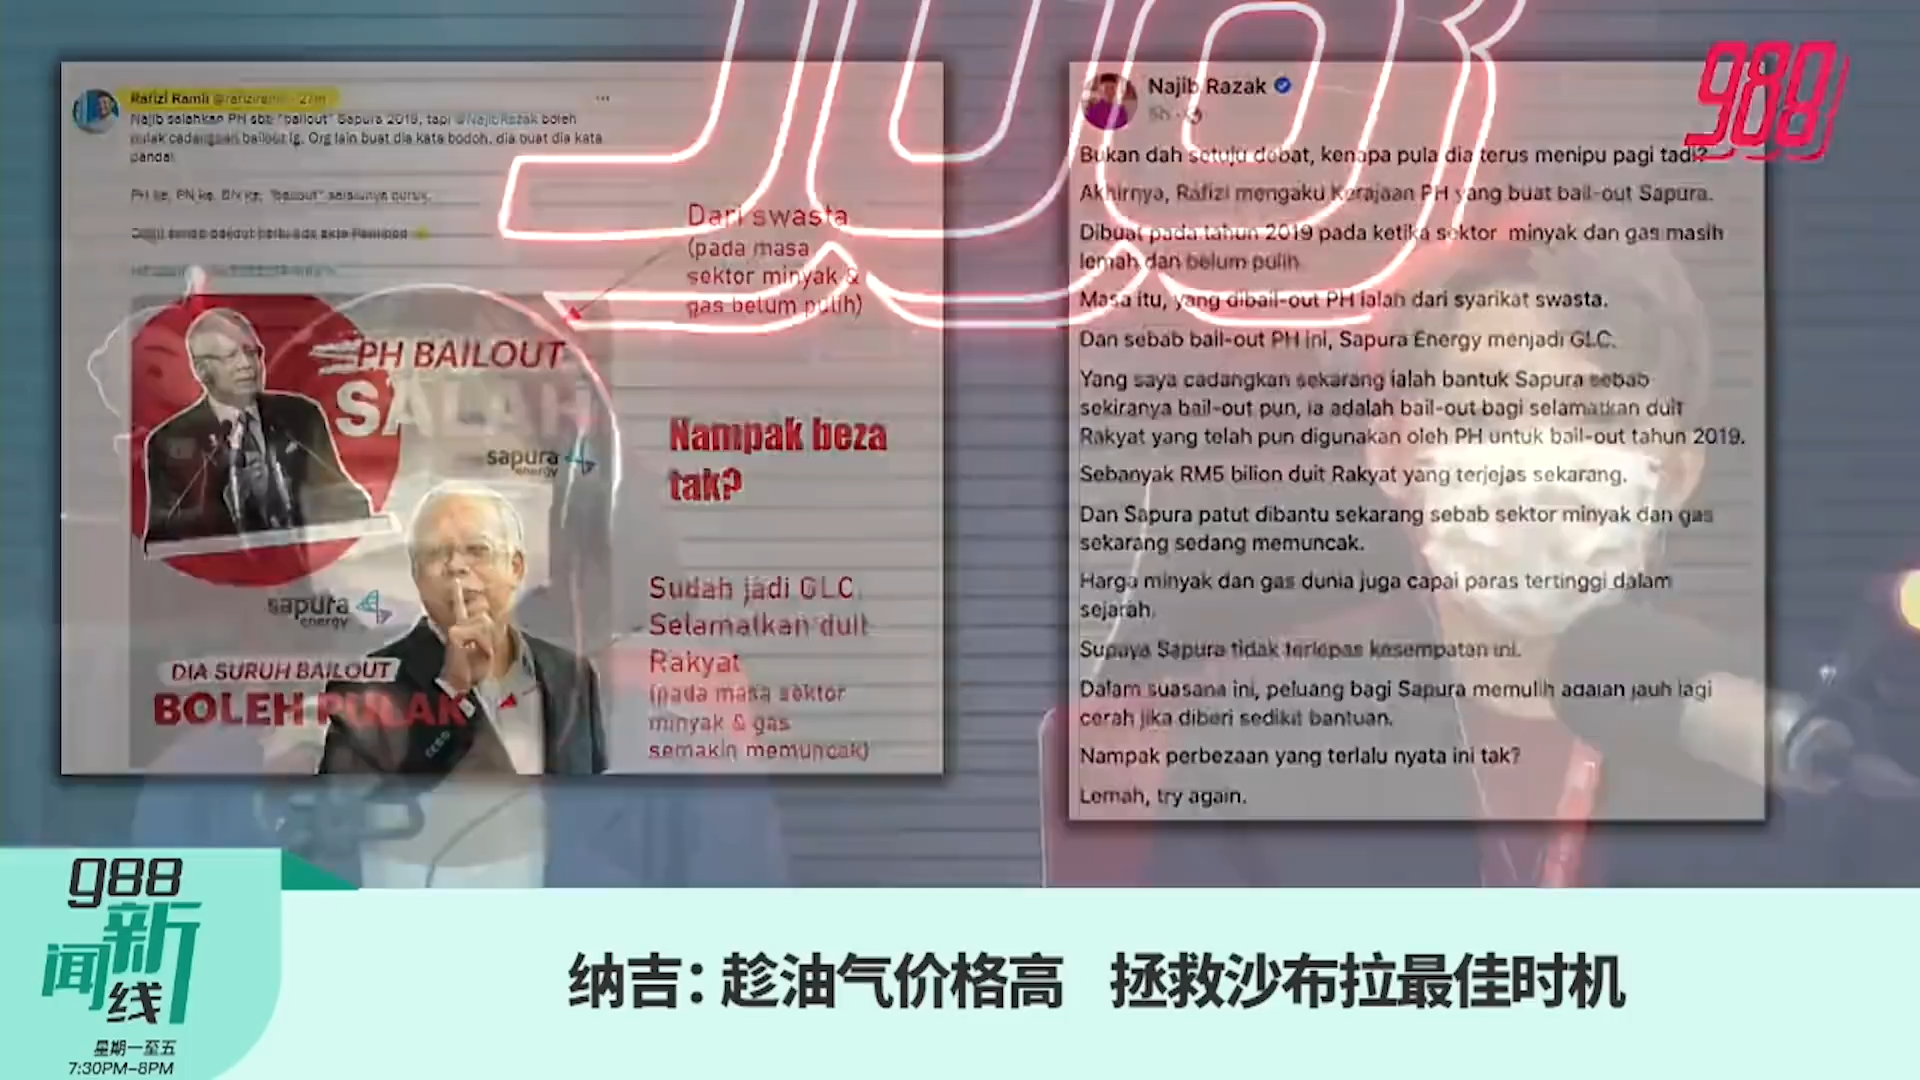 Rafizi Ramli @rafiziramli · 27m
Najib salahkan PH sbb "bailout" Sapura 2019, tapi @NajibRazak boleh
pulak cadangkan bailout lg. Org lain buat dia kata bodoh, dia buat dia kata
pandai
PH ke, PN ke, BN ke, "bailout"
Dari swasta
(pada masa
sektor minyak &
gas belum pulih)
PH BAILOUT
SALAH
sapura
energy
Nampak beza
tak?
sapura
energy
DIA SURUH BAILOUT
BOLEH PULAK
Sudah jadi GLC
Selamatkan duit
Rakyat
(pada masa sektor
minyak & gas
semakin memuncak)
Najib Razak
5h
Bukan dah setuju debat, kenapa pula dia terus menipu pagi tadi?
Akhirnya, Rafizi mengaku Kerajaan PH yang buat bail-out Sapura.
Dibuat pada tahun 2019 pada ketika sektor minyak dan gas masih
lemah dan belum pulih.
Masa itu, yang dibail-out PH ialah dari syarikat swasta.
Dan sebab bail-out PH ini, Sapura Energy menjadi GLC.
Yang saya cadangkan sekarang ialah bantuk Sapura sebab
sekiranya bail-out pun, ia adalah bail-out bagi selamatkan duit
Rakyat yang telah pun digunakan oleh PH untuk bail-out tahun 2019.
Sebanyak RM5 bilion duit Rakyat yang terjejas sekarang.
Dan Sapura patut dibantu sekarang sebab sektor minyak dan gas
sekarang sedang memuncak.
Harga minyak dan gas dunia juga capai paras tertinggi dalam
sejarah.
Supaya Sapura tidak terlepas kesempatan ini.
Dalam suasana ini, peluang bagi Sapura memulih adalah jauh lagi
cerah jika diberi sedikit bantuan.
Nampak perbezaan yang terlalu nyata ini tak?
Lemah, try again.
988
988
新
闻
线
星期一至五
7:30PM-8PM
纳吉：趁油气价格高 拯救沙布拉最佳时机